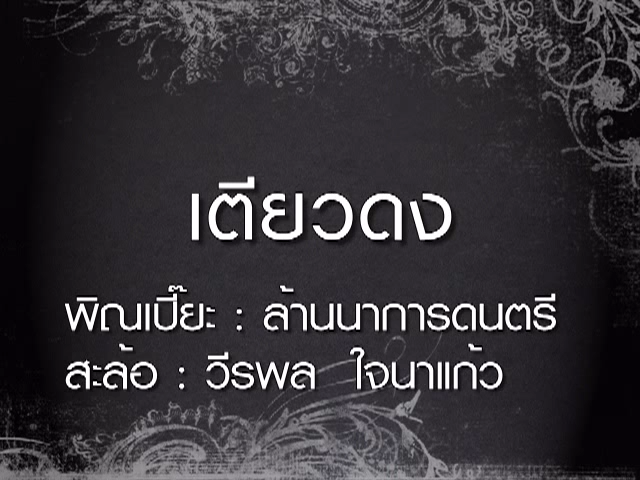 เตียวดง
พิณเปี๊ยะ : ล้านนาการดนตรี
สะล้อ : วีรพล ใจนาแก้ว